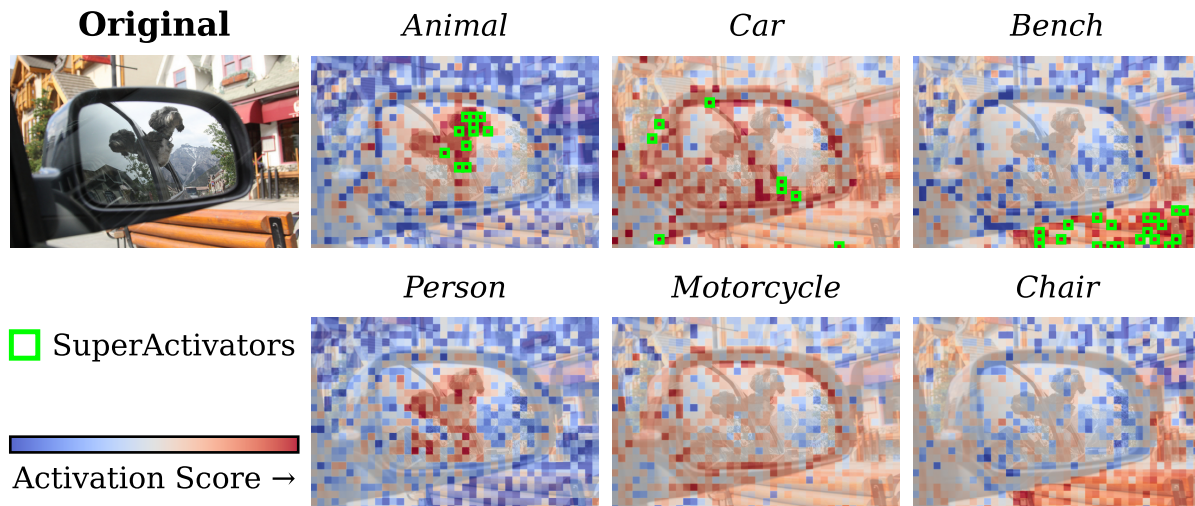 Original
Animal
Car
Bench
Person
Motorcycle
Chair
SuperActivators
Activation Score →